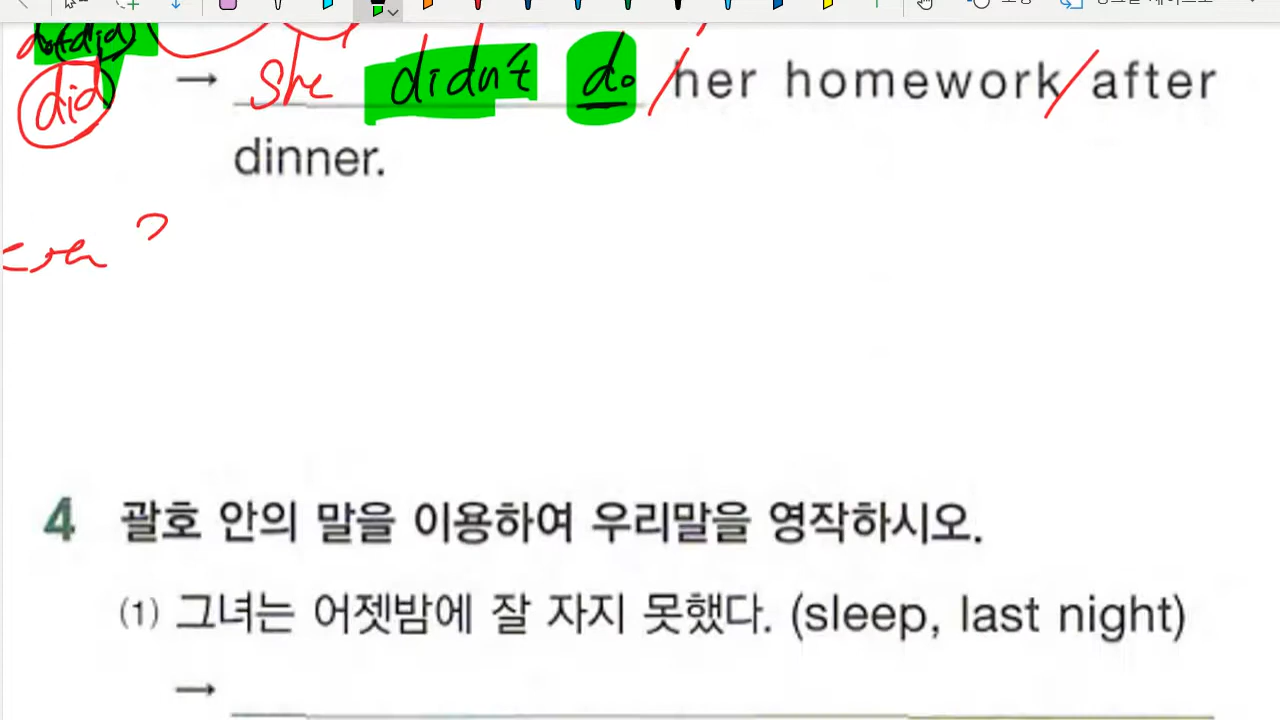 did
→ She didn't do / her homework / after
dinner.
?
4 괄호 안의 말을 이용하여 우리말을 영작하시오.
(1) 그녀는 어젯밤에 잘 자지 못했다. (sleep, last night)
→